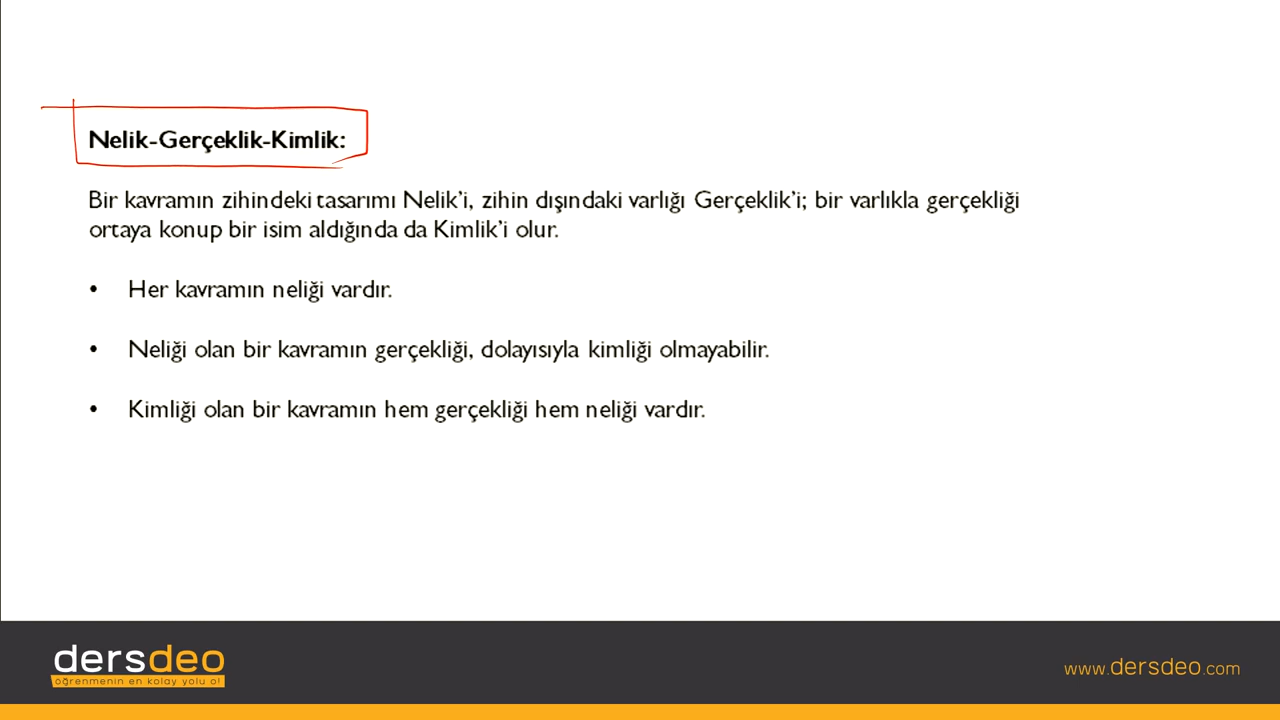 Nelik-Gerçeklik-Kimlik:
Bir kavramın zihindeki tasarımı Nelik’i, zihin dışındaki varlığı Gerçeklik’i; bir varlıkla gerçekliği
ortaya konup bir isim aldığında da Kimlik’i olur.
• Her kavramın neliği vardır.
• Neliği olan bir kavramın gerçekliği, dolayısıyla kimliği olmayabilir.
• Kimliği olan bir kavramın hem gerçekliği hem neliği vardır.
dersdeo
öğrenmenin en kolay yolu o!
www.dersdeo.com